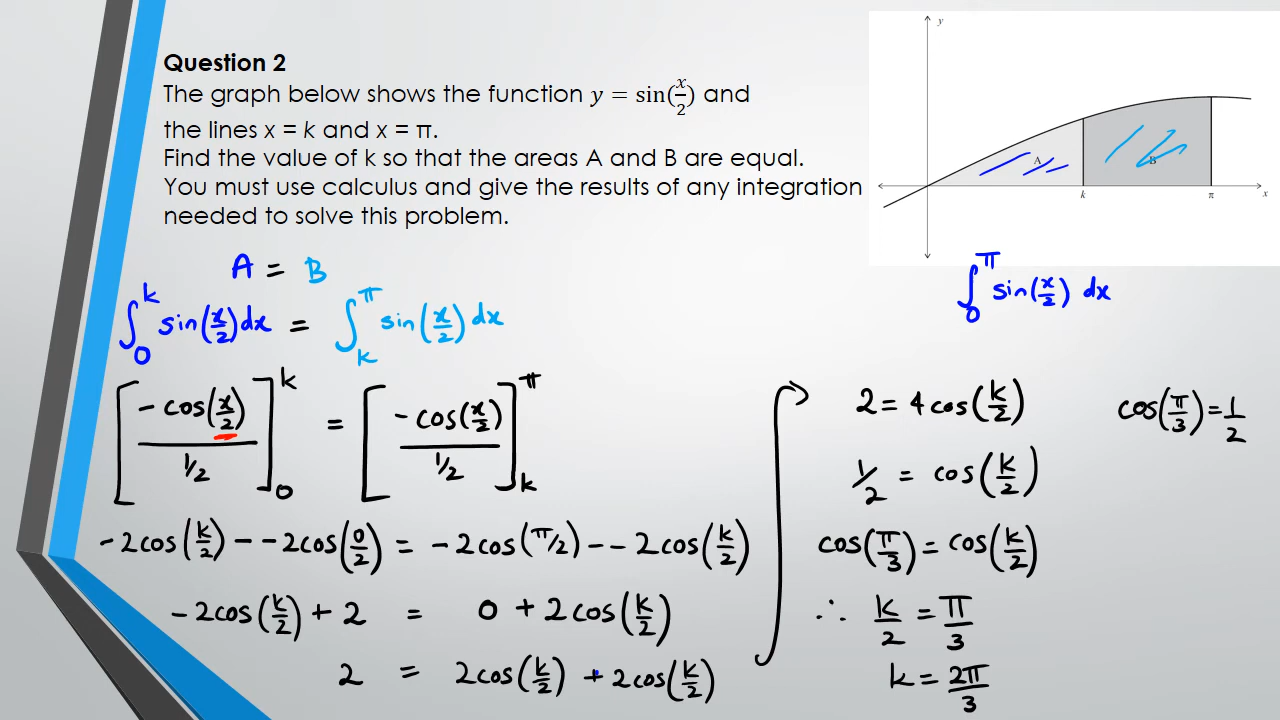 Question 2
The graph below shows the function y = sin(x/2) and
the lines x = k and x = π.
Find the value of k so that the areas A and B are equal.
You must use calculus and give the results of any integration
needed to solve this problem.
y
A
B
k
π
x
A = B
∫₀^k sin(x/2) dx = ∫ₖ^π sin(x/2) dx
∫₀^π sin(x/2) dx
[-cos(x/2) / 1/2]₀^k = [-cos(x/2) / 1/2]ₖ^π
-2cos(k/2) - -2cos(0/2) = -2cos(π/2) - -2cos(k/2)
-2cos(k/2) + 2 = 0 + 2cos(k/2)
2 = 2cos(k/2) + 2cos(k/2)
2 = 4cos(k/2)
1/2 = cos(k/2)
cos(π/3) = cos(k/2)
∴ k/2 = π/3
k = 2π/3
cos(π/3) = 1/2